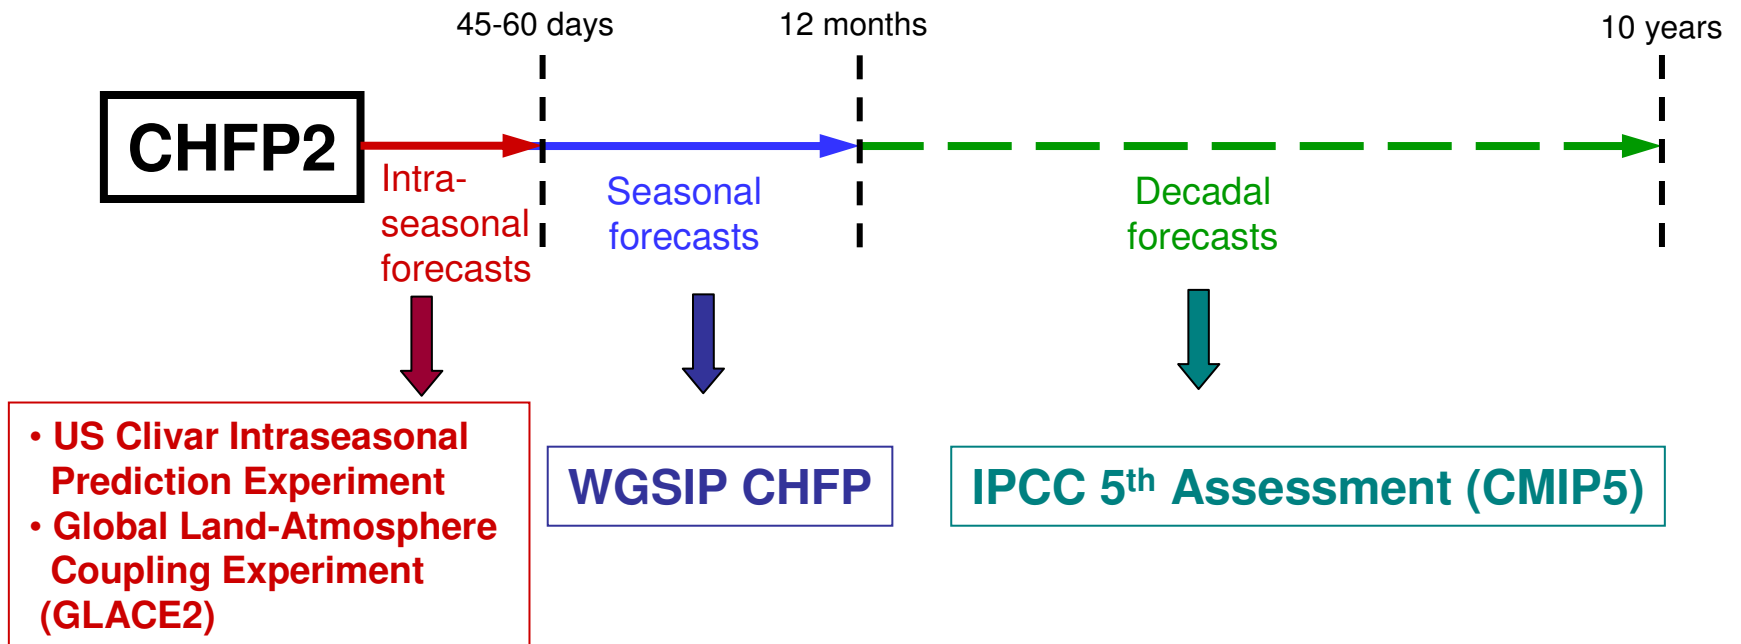 45-60 days
12 months
10 years
CHFP2
Intra-
seasonal
forecasts
Seasonal
forecasts
Decadal
forecasts
• US Clivar Intraseasonal
Prediction Experiment
• Global Land-Atmosphere
Coupling Experiment
(GLACE2)
WGSIP CHFP
IPCC 5th Assessment (CMIP5)